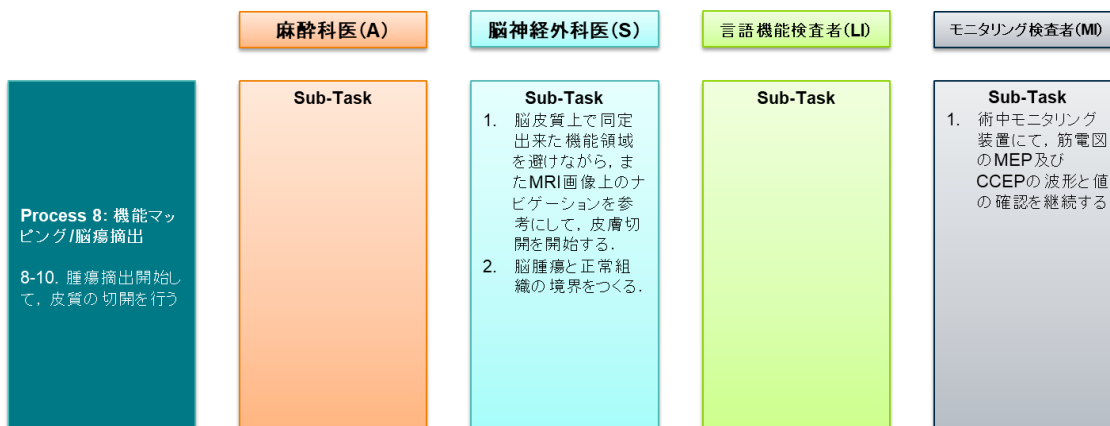 麻酔科医(A)
脳神経外科医(S)
言語機能検査者(LI)
モニタリング検査者(MI)
Process 8: 機能マッ
ピング/脳瘍摘出
8-10. 腫瘍摘出開始し
て, 皮質の切開を行う
Sub-Task
Sub-Task
1. 脳皮質上で同定
出来た機能領域
を避けながら, ま
たMRI画像上のナ
ビゲーションを参
考にして, 皮膚切
開を開始する.
2. 脳腫瘍と正常組
織の境界をつくる.
Sub-Task
Sub-Task
1. 術中モニタリング
装置にて, 筋電図
のMEP及び
CCEPの波形と値
の確認を継続する